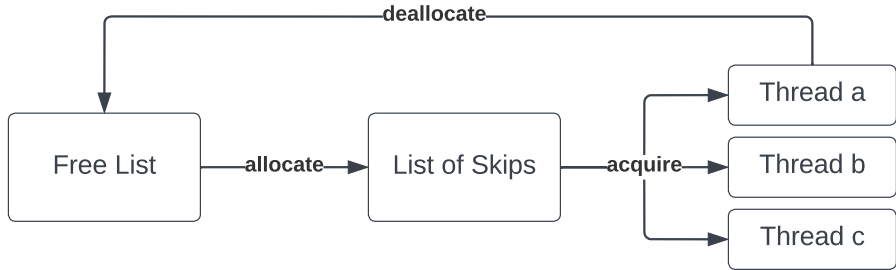 deallocate
Free List
allocate
List of Skips
acquire
Thread a
Thread b
Thread c